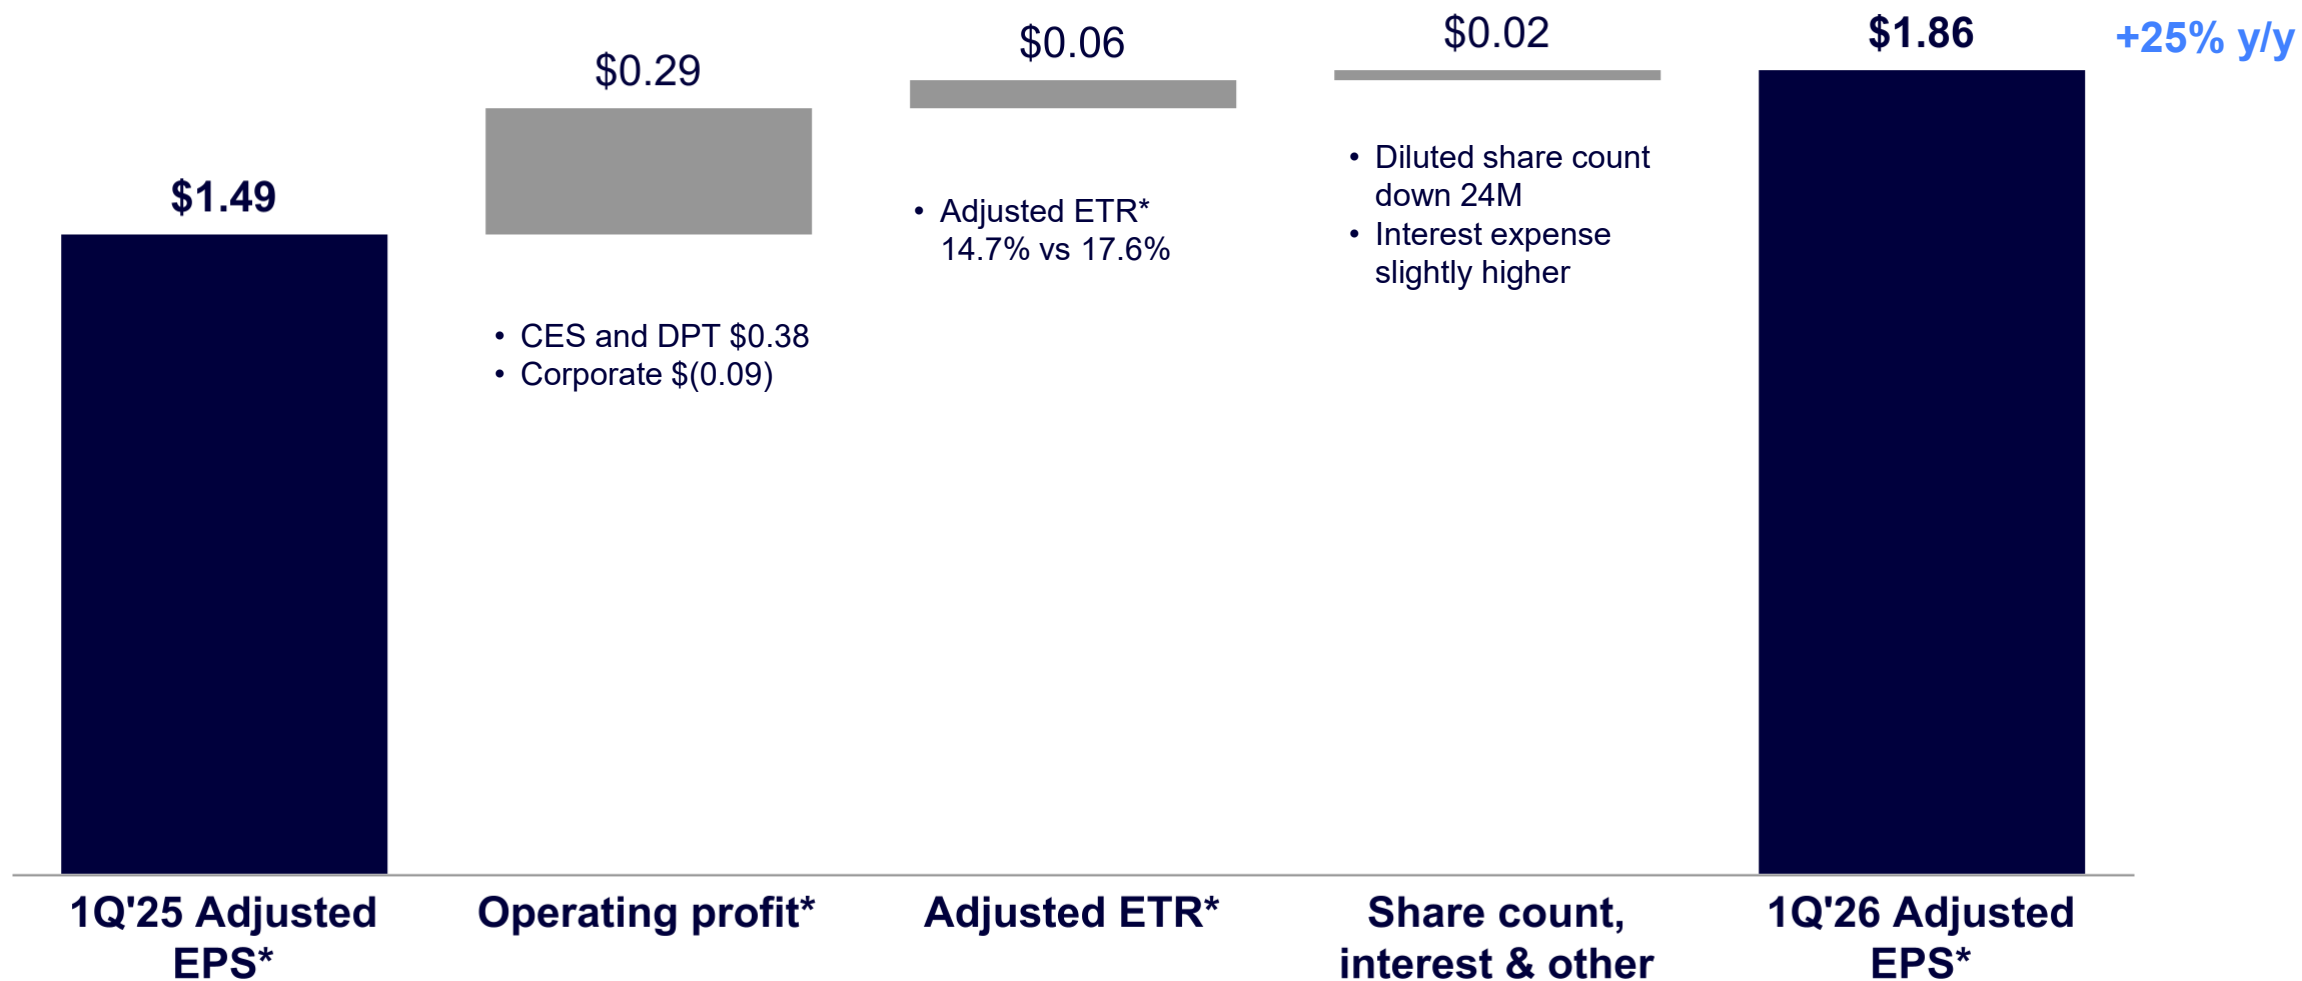 $1.49
$0.29
$0.06
$0.02
$1.86
+25% y/y
• CES and DPT $0.38
• Corporate $(0.09)
• Adjusted ETR*
14.7% vs 17.6%
• Diluted share count
down 24M
• Interest expense
slightly higher
1Q'25 Adjusted
EPS*
Operating profit*
Adjusted ETR*
Share count,
interest & other
1Q'26 Adjusted
EPS*